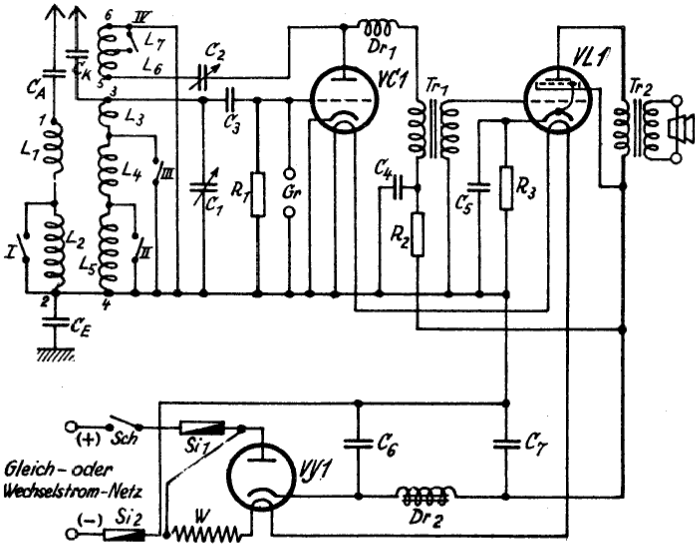 6
IV
L7
L6
5
C2
Dr1
VC1
VL1
Tr1
Tr2
CA
CK
3
C3
L3
1
L1
L4
III
C1
R1
Gr
C4
C5
R3
R2
I
L2
L5
II
2
4
CE
(+)
Sch
Si1
C6
C7
VY1
Gleich- oder
Wechselstrom-Netz
(-)
Si2
W
Dr2